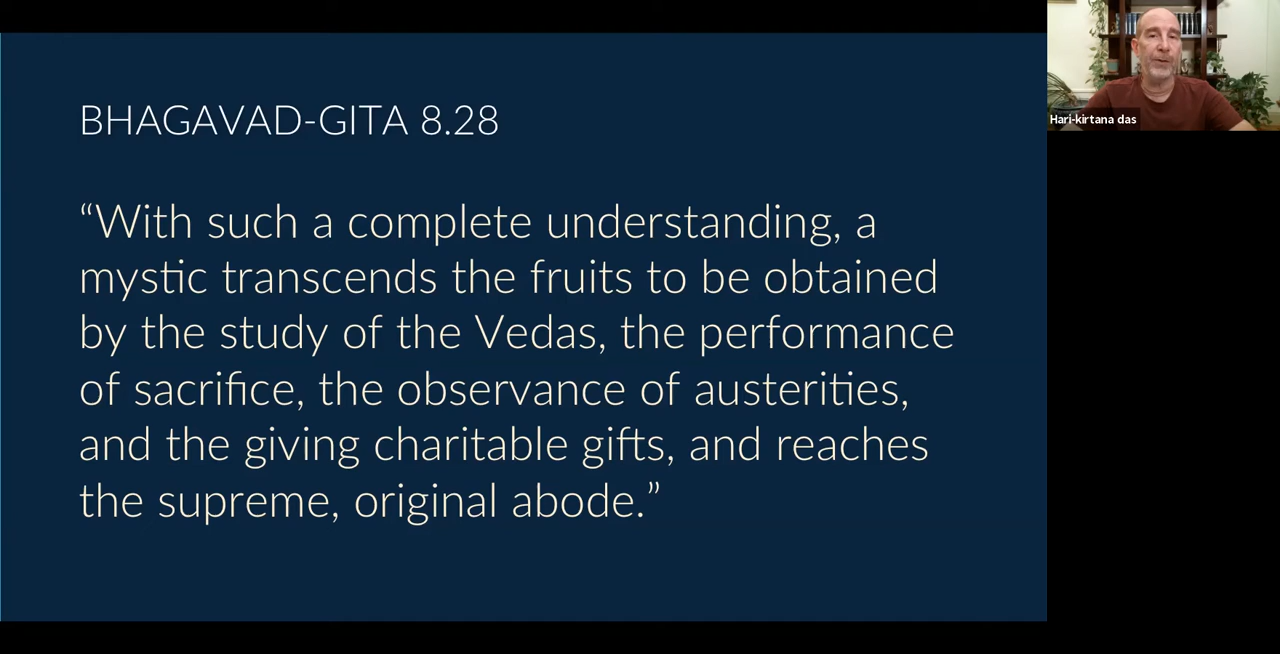 BHAGAVAD-GITA 8.28
“With such a complete understanding, a
mystic transcends the fruits to be obtained
by the study of the Vedas, the performance
of sacrifice, the observance of austerities,
and the giving charitable gifts, and reaches
the supreme, original abode.”
Hari-kirtana das